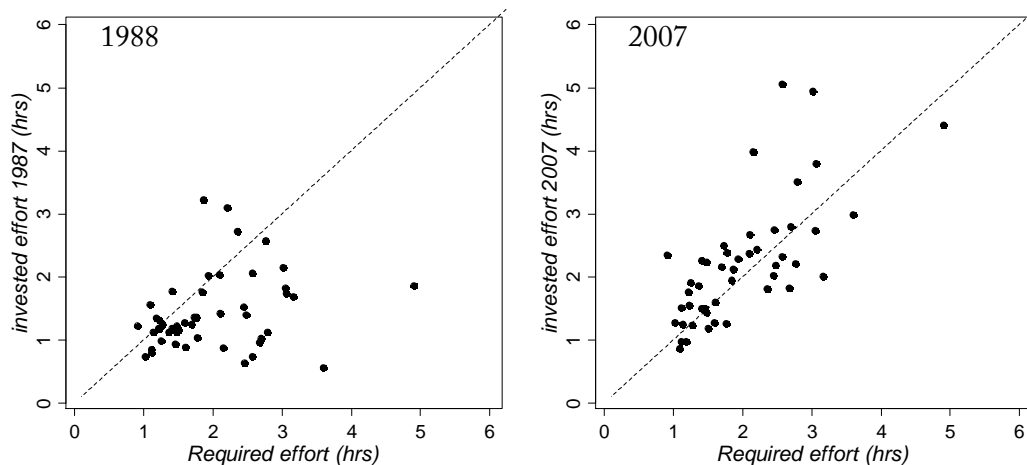 1988
6
5
4
3
2
1
0
invested effort 1987 (hrs)
0 1 2 3 4 5 6
Required effort (hrs)
2007
6
5
4
3
2
1
0
invested effort 2007 (hrs)
0 1 2 3 4 5 6
Required effort (hrs)